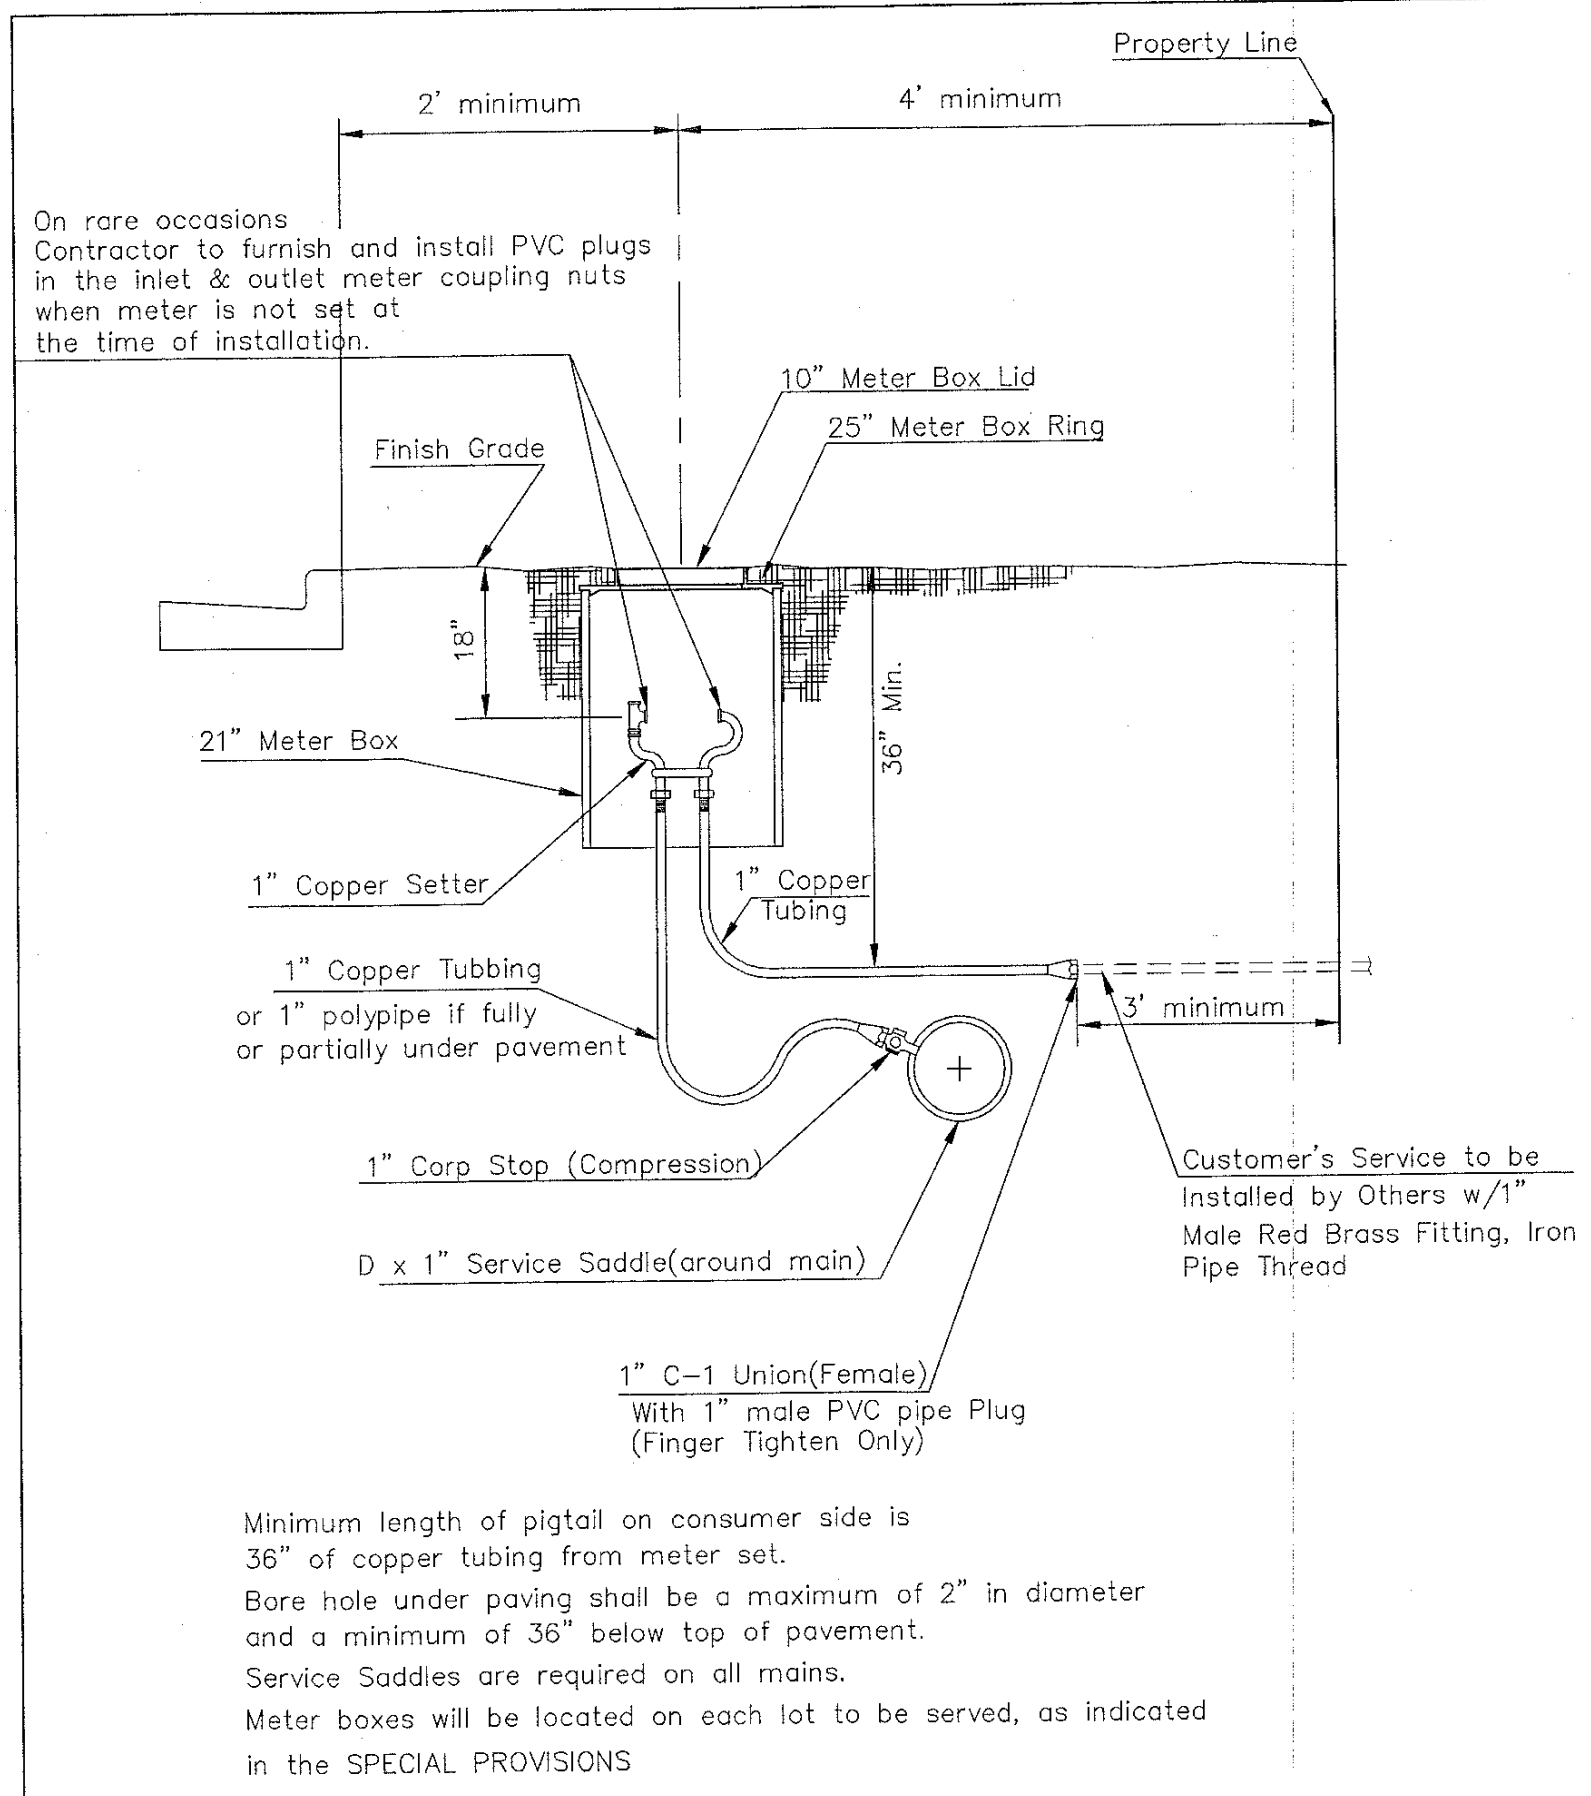 Property Line
2' minimum
4' minimum
On rare occasions
Contractor to furnish and install PVC plugs
in the inlet & outlet meter coupling nuts
when meter is not set at
the time of installation.
10" Meter Box Lid
25" Meter Box Ring
Finish Grade
18"
36" Min.
21" Meter Box
1" Copper Setter
1" Copper
Tubing
1" Copper Tubbing
or 1" polypipe if fully
or partially under pavement
3' minimum
1" Corp Stop (Compression)
Customer's Service to be
Installed by Others w/1"
Male Red Brass Fitting, Iron
Pipe Thread
D x 1" Service Saddle(around main)
1" C-1 Union(Female)
With 1" male PVC pipe Plug
(Finger Tighten Only)
Minimum length of pigtail on consumer side is
36" of copper tubing from meter set.
Bore hole under paving shall be a maximum of 2" in diameter
and a minimum of 36" below top of pavement.
Service Saddles are required on all mains.
Meter boxes will be located on each lot to be served, as indicated
in the SPECIAL PROVISIONS